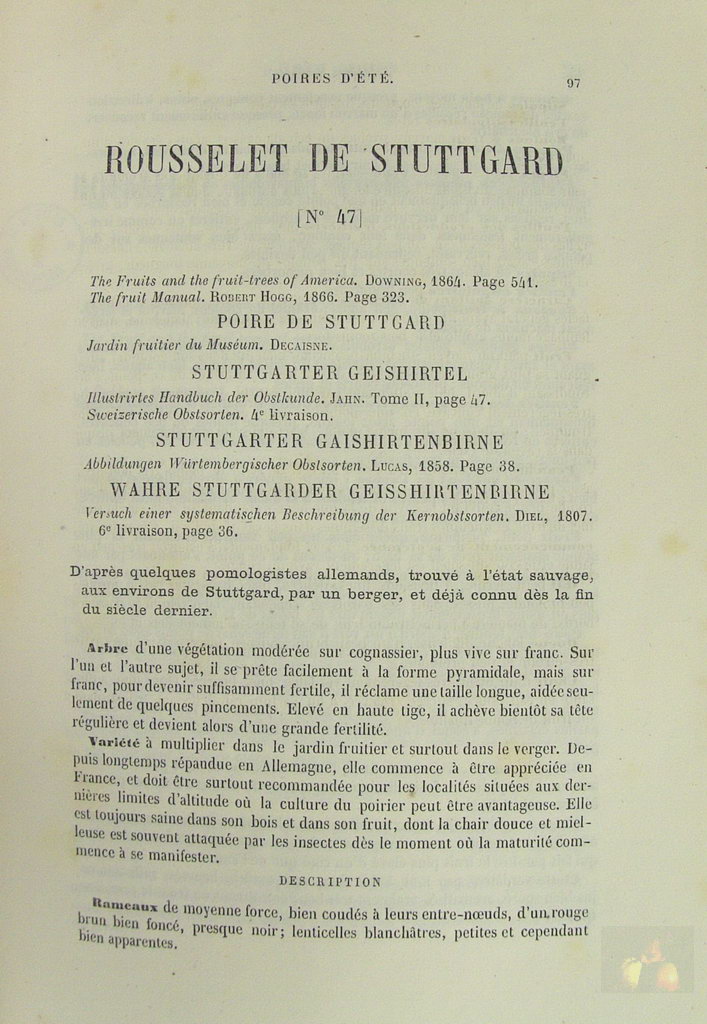 POIRES D'ÉTÉ.
97
ROUSSELET DE STUTTGARD
[N° 47]
The Fruits and the fruit-trees of America. DOWNING, 1864. Page 541.
The fruit Manual. ROBERT HOGG, 1866. Page 323.
POIRE DE STUTTGARD
Jardin fruitier du Muséum. DECAISNE.
STUTTGARTER GEISHIRTEL
Illustrirtes Handbuch der Obstkunde. JAHN. Tome II, page 47.
Sweizerische Obstsorten. 4e livraison.
STUTTGARTER GAISHIRTENBIRNE
Abbildungen Würtembergischer Obstsorten. LUCAS, 1858. Page 38.
WAHRE STUTTGARDER GEISSHIRTENBIRNE
Versuch einer systematischen Beschreibung der Kernobstsorten. DIEL, 1807.
6e livraison, page 36.
D'après quelques pomologistes allemands, trouvé à l'état sauvage,
aux environs de Stuttgard, par un berger, et déjà connu dès la fin
du siècle dernier.
Arbre d'une végétation modérée sur cognassier, plus vive sur franc. Sur
l'un et l'autre sujet, il se prête facilement à la forme pyramidale, mais sur
franc, pour devenir suffisamment fertile, il réclame une taille longue, aidée seu-
lement de quelques pincements. Elevé en haute tige, il achève bientôt sa tête
régulière et devient alors d'une grande fertilité.
Variété à multiplier dans le jardin fruitier et surtout dans le verger. De-
puis longtemps répandue en Allemagne, elle commence à être appréciée en
France, et doit être surtout recommandée pour les localités situées aux der-
nières limites d'altitude où la culture du poirier peut être avantageuse. Elle
est toujours saine dans son bois et dans son fruit, dont la chair douce et miel-
leuse est souvent attaquée par les insectes dès le moment où la maturité com-
mence à se manifester.
DESCRIPTION
Rameaux de moyenne force, bien coudés à leurs entre-nœuds, d'un rouge
brun bien foncé, presque noir; lenticelles blanchâtres, petites et cependant
bien apparentes.